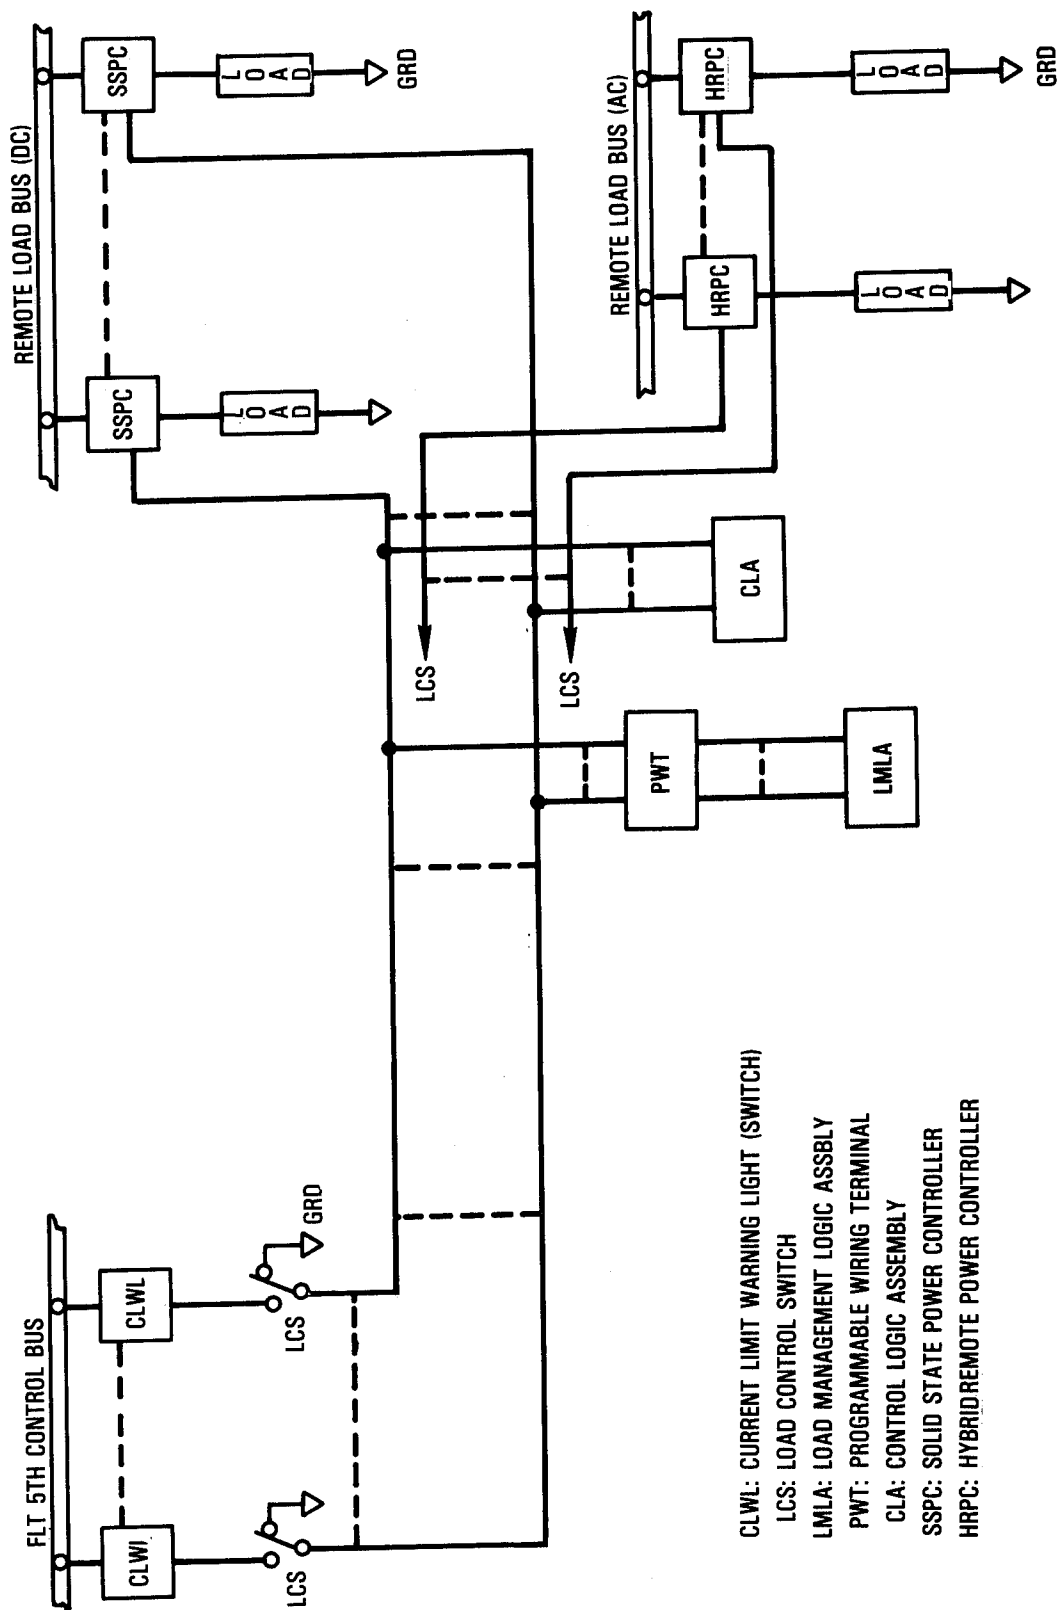 FLT 5TH CONTROL BUS
CLWI
CLWL
LCS
LCS
GRD
REMOTE LOAD BUS (DC)
SSPC
SSPC
LOAD
LOAD
GRD
LCS
LCS
PWT
LMLA
CLA
REMOTE LOAD BUS (AC)
HRPC
HRPC
LOAD
LOAD
GRD
CLWL: CURRENT LIMIT WARNING LIGHT (SWITCH)
LCS: LOAD CONTROL SWITCH
LMLA: LOAD MANAGEMENT LOGIC ASSBLY
PWT: PROGRAMMABLE WIRING TERMINAL
CLA: CONTROL LOGIC ASSEMBLY
SSPC: SOLID STATE POWER CONTROLLER
HRPC: HYBRID REMOTE POWER CONTROLLER